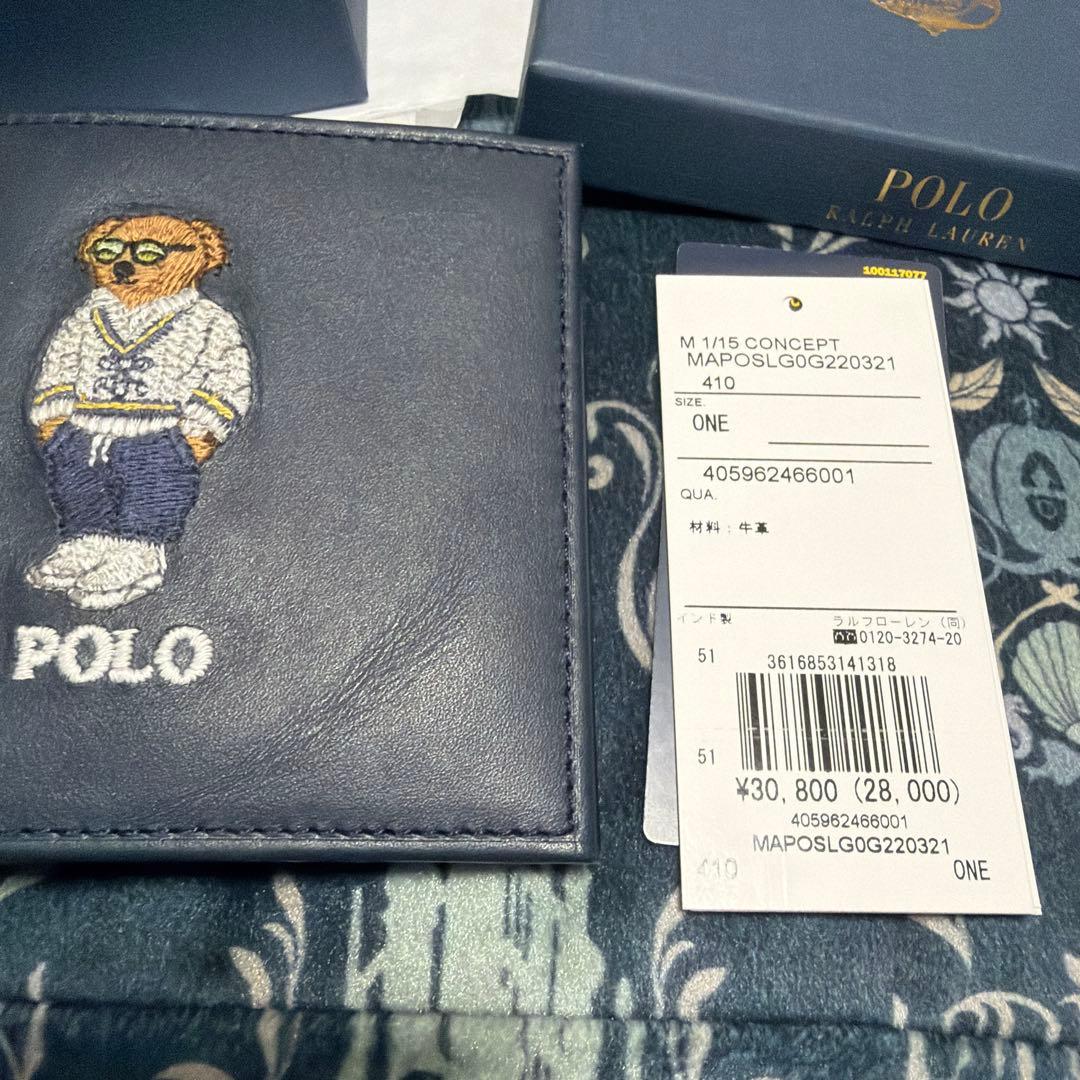 POLO
RALPH LAUREN
POLO
100117077
M 1/15 CONCEPT
MAPOSLG0G220321
410
SIZE.
ONE
405962466001
QUA.
材料：牛革
インド製
ラルフローレン（同）
0120-3274-20
51
3616853141318
51
¥30,800 (28,000)
405962466001
MAPOSLG0G220321
410
ONE